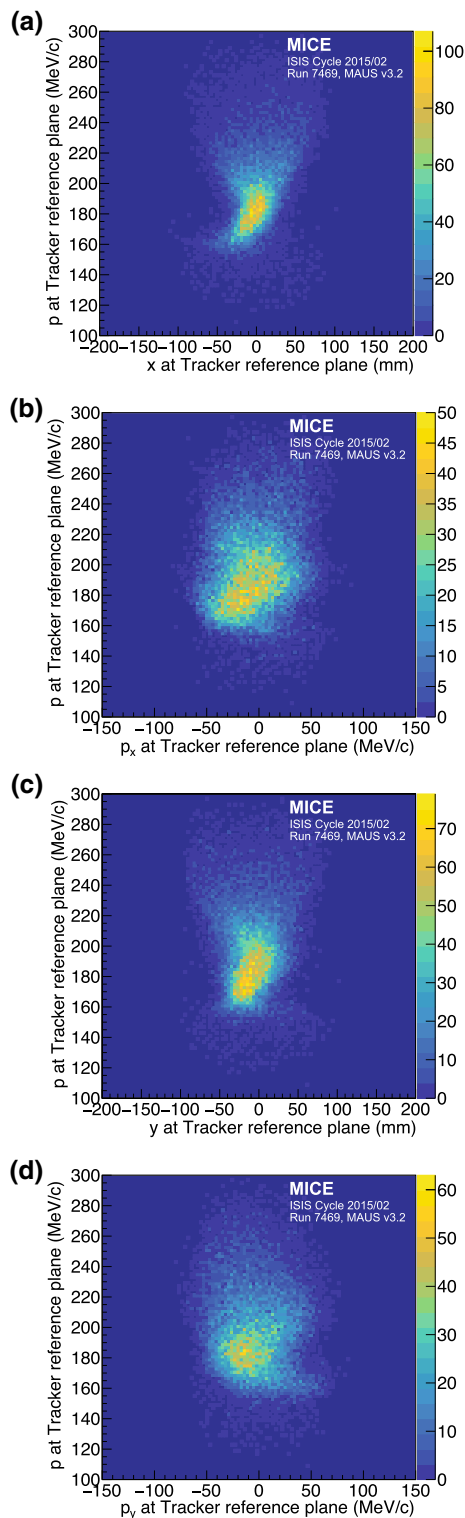 (a)
MICE
ISIS Cycle 2015/02
Run 7469, MAUS v3.2
p at Tracker reference plane (MeV/c)
300
280
260
240
220
200
180
160
140
120
100
−200 −150 −100 −50 0 50 100 150 200
x at Tracker reference plane (mm)
100
80
60
40
20
0
(b)
MICE
ISIS Cycle 2015/02
Run 7469, MAUS v3.2
p at Tracker reference plane (MeV/c)
300
280
260
240
220
200
180
160
140
120
100
−150 −100 −50 0 50 100 150
pₓ at Tracker reference plane (MeV/c)
50
45
40
35
30
25
20
15
10
5
0
(c)
MICE
ISIS Cycle 2015/02
Run 7469, MAUS v3.2
p at Tracker reference plane (MeV/c)
300
280
260
240
220
200
180
160
140
120
100
−200 −150 −100 −50 0 50 100 150 200
y at Tracker reference plane (mm)
70
60
50
40
30
20
10
0
(d)
MICE
ISIS Cycle 2015/02
Run 7469, MAUS v3.2
p at Tracker reference plane (MeV/c)
300
280
260
240
220
200
180
160
140
120
100
−150 −100 −50 0 50 100 150
p_y at Tracker reference plane (MeV/c)
60
50
40
30
20
10
0